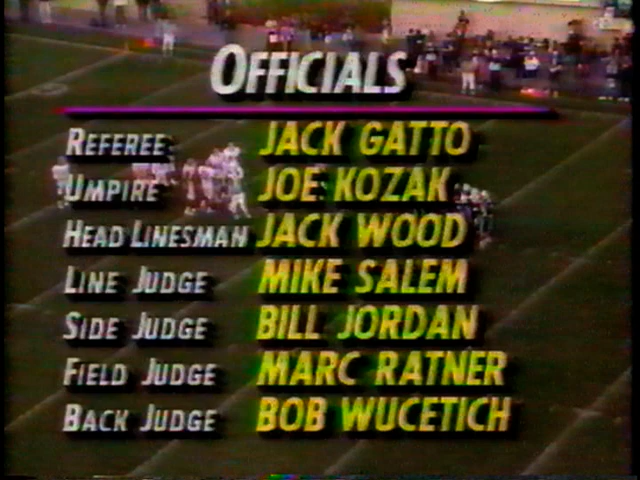 OFFICIALS
REFEREE JACK GATTO
UMPIRE JOE KOZAK
HEAD LINESMAN JACK WOOD
LINE JUDGE MIKE SALEM
SIDE JUDGE BILL JORDAN
FIELD JUDGE MARC RATNER
BACK JUDGE BOB WUCETICH